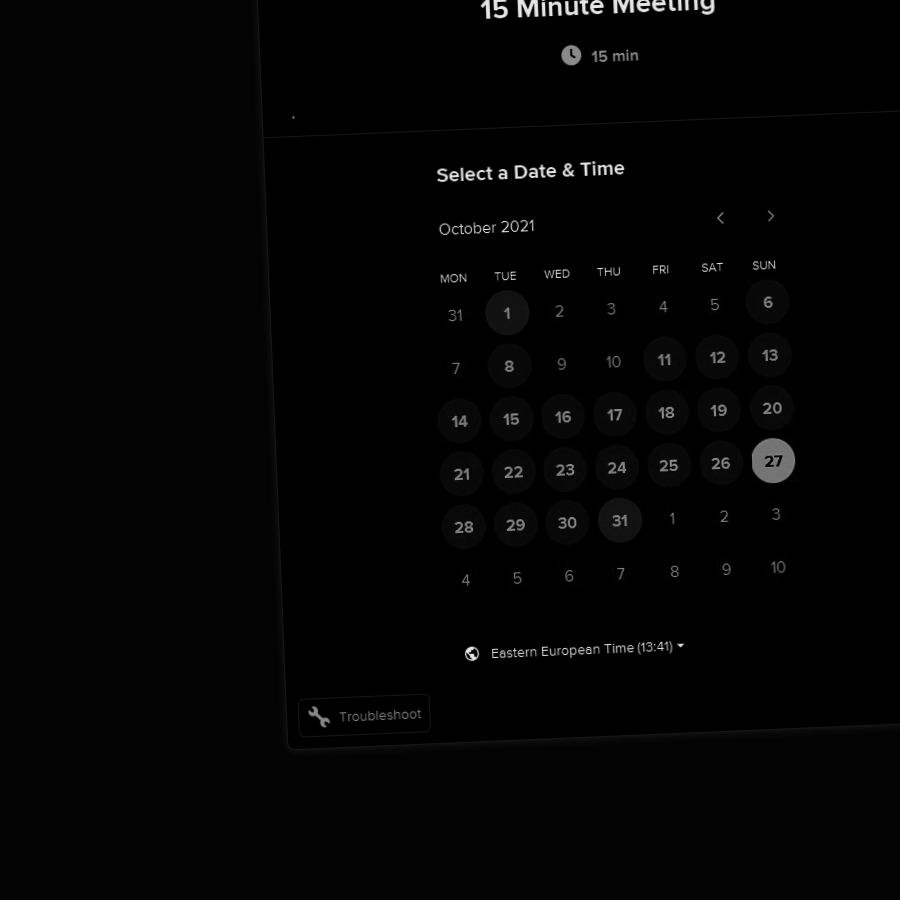 15 Minute Meeting
15 min
Select a Date & Time
October 2021
MON TUE WED THU FRI SAT SUN
31 1 2 3 4 5 6
7 8 9 10 11 12 13
14 15 16 17 18 19 20
21 22 23 24 25 26 27
28 29 30 31 1 2 3
4 5 6 7 8 9 10
Eastern European Time (13:41)
Troubleshoot